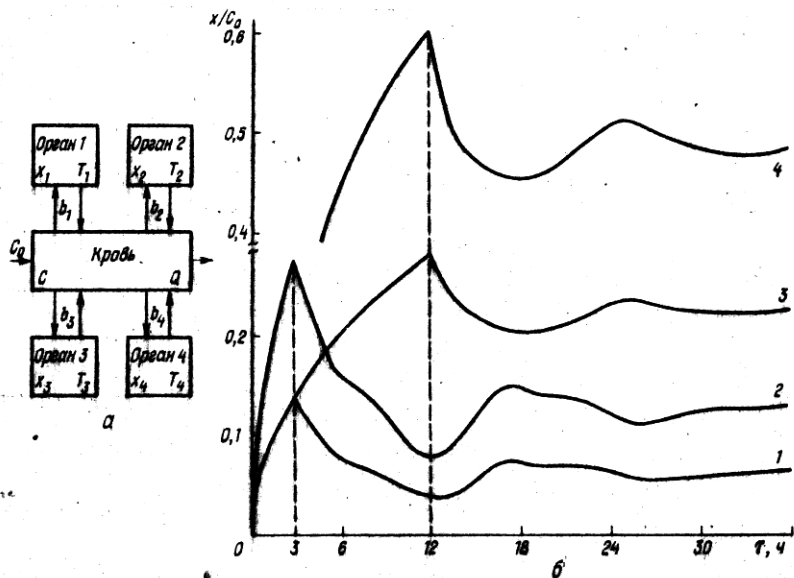 Орган 1
x₁ T₁
Орган 2
x₂ T₂
b₁
b₂
C₀
Кровь
C Q
b₃
b₄
Орган 3
x₃ T₃
Орган 4
x₄ T₄
а
x/C₀
0,6
0,5
0,4
0,2
0,1
0
3
6
12
18
24
30
τ, ч
4
3
2
1
б